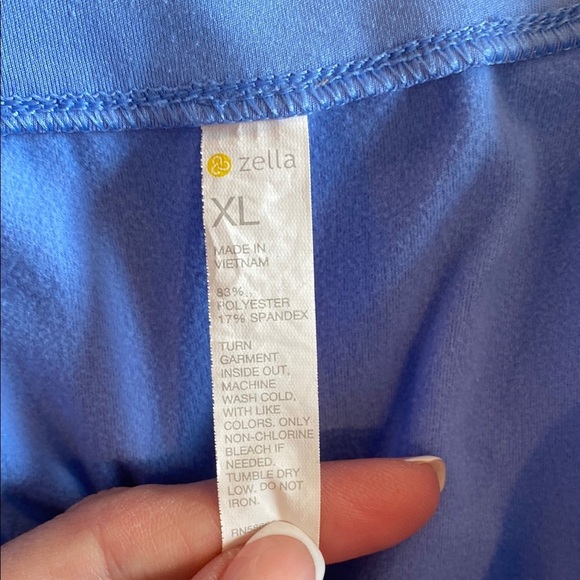 zella
XL
MADE IN
VIETNAM
83%
POLYESTER
17% SPANDEX
TURN
GARMENT
INSIDE OUT,
MACHINE
WASH COLD,
WITH LIKE
COLORS. ONLY
NON-CHLORINE
BLEACH IF
NEEDED.
TUMBLE DRY
LOW. DO NOT
IRON.